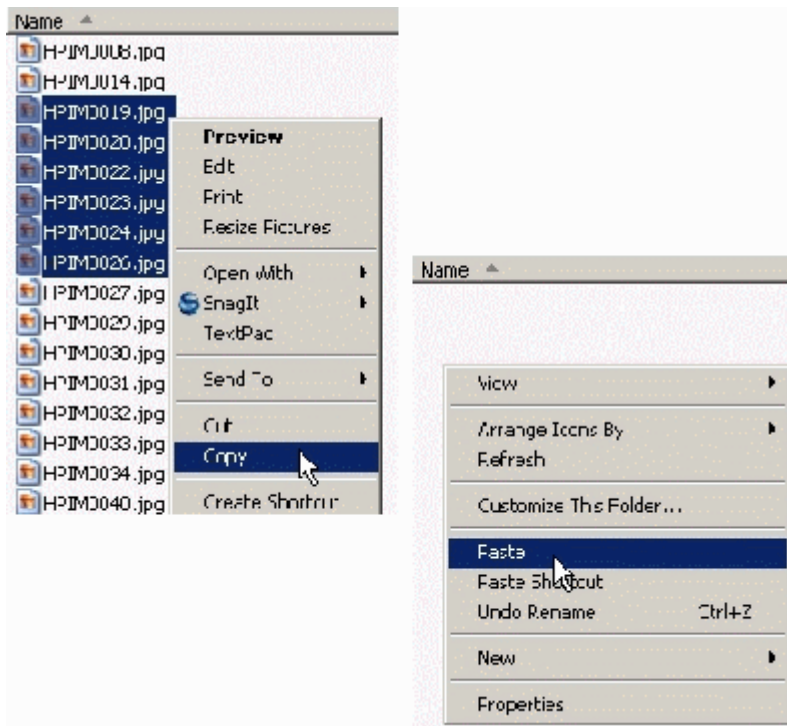 Name
HPIM0008.jpg
HPIM0014.jpg
HPIM0019.jpg
HPIM0020.jpg
HPIM0022.jpg
HPIM0023.jpg
HPIM0024.jpg
HPIM0026.jpg
HPIM0027.jpg
HPIM0029.jpg
HPIM0030.jpg
HPIM0031.jpg
HPIM0032.jpg
HPIM0033.jpg
HPIM0034.jpg
HPIM0040.jpg
Preview
Edit
Print
Resize Pictures
Open With
SnagIt
TextPad
Send To
Cut
Copy
Create Shortcut
Name
View
Arrange Icons By
Refresh
Customize This Folder...
Paste
Paste Shortcut
Undo Rename Ctrl+Z
New
Properties